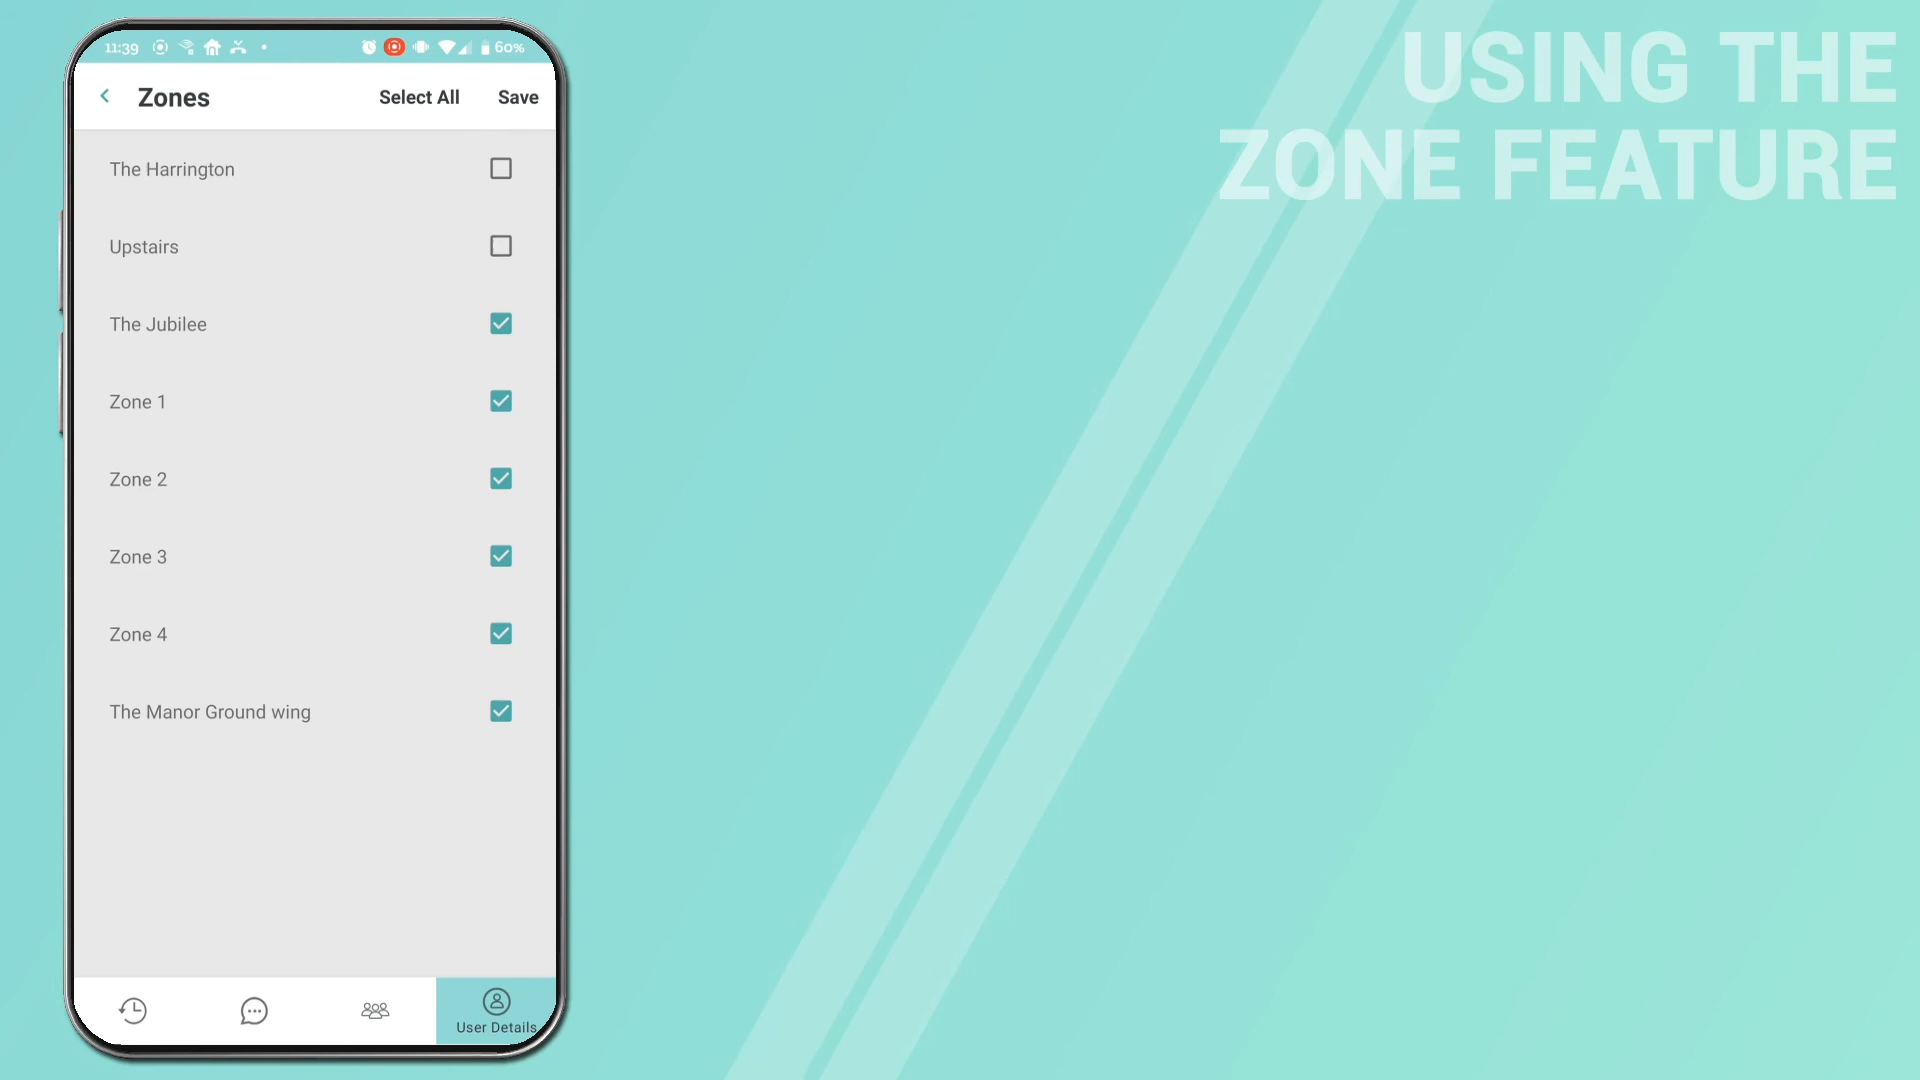 11:39
60%
Zones
Select All
Save
The Harrington
Upstairs
The Jubilee
Zone 1
Zone 2
Zone 3
Zone 4
The Manor Ground wing
User Details
USING THE
ZONE FEATURE